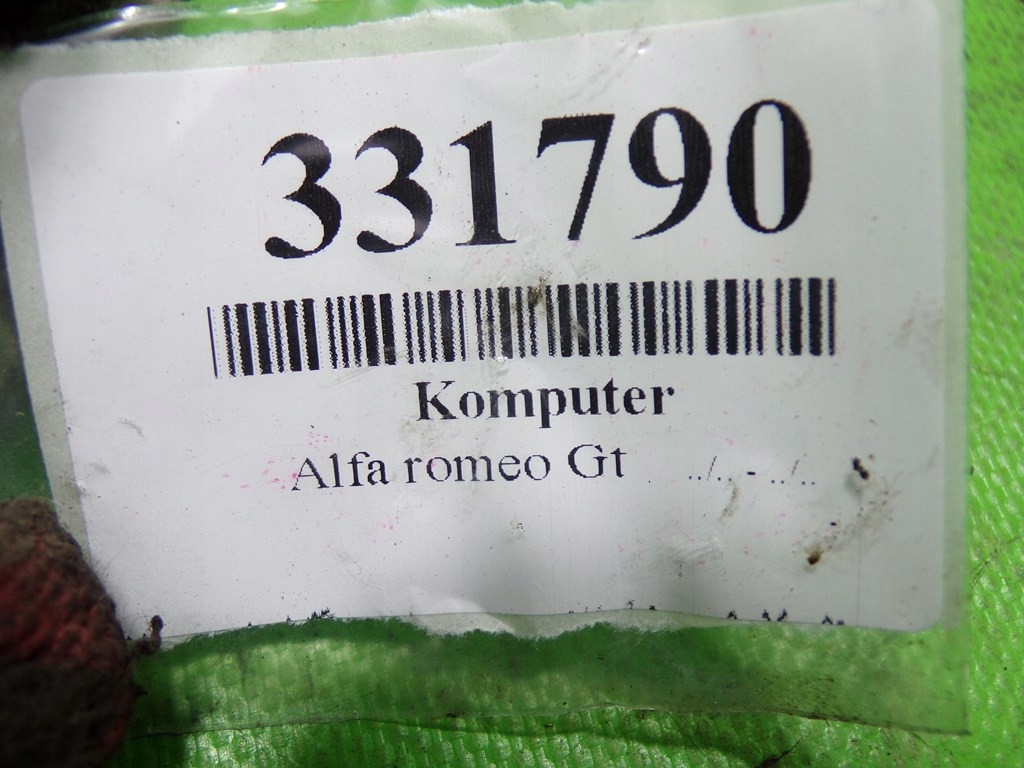 331790
Komputer
Alfa romeo Gt ../.. - ../..